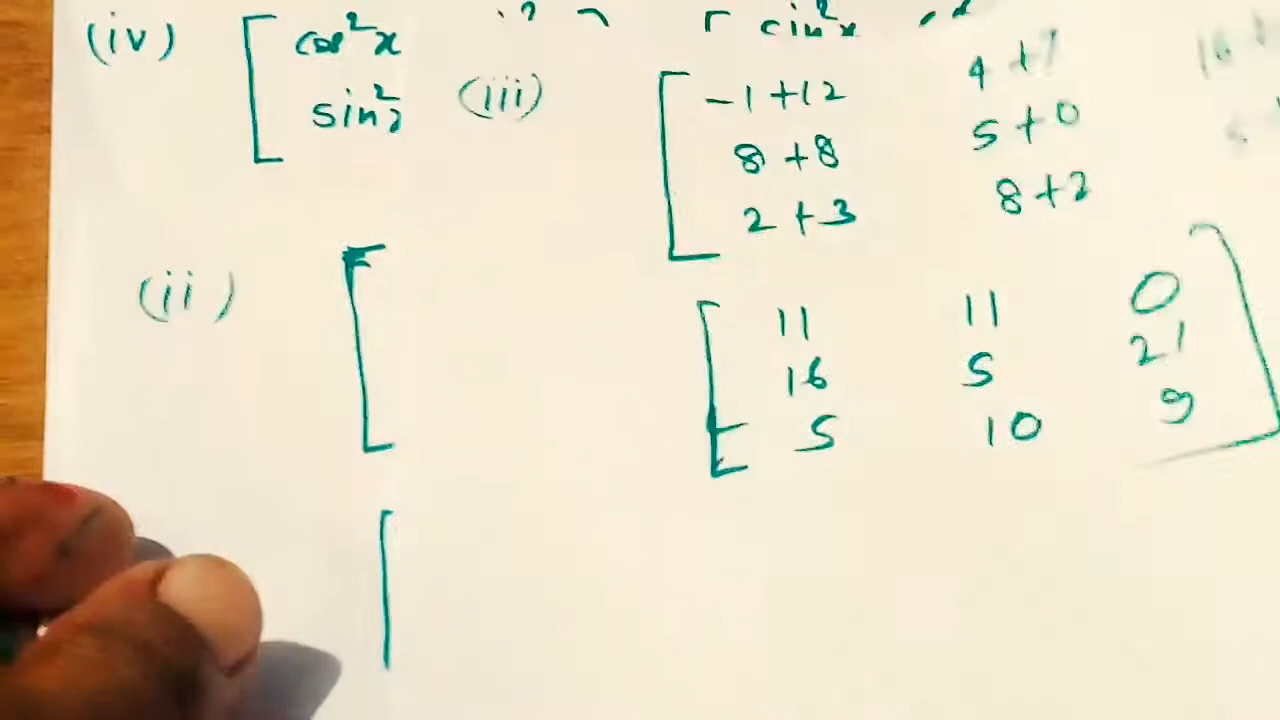 (iv) cos²x
sin²
sin²x
(iii) -1+12 4+7
8+8 5+0
2+3 8+2
(ii)
11 11 0
16 5 21
5 10 9